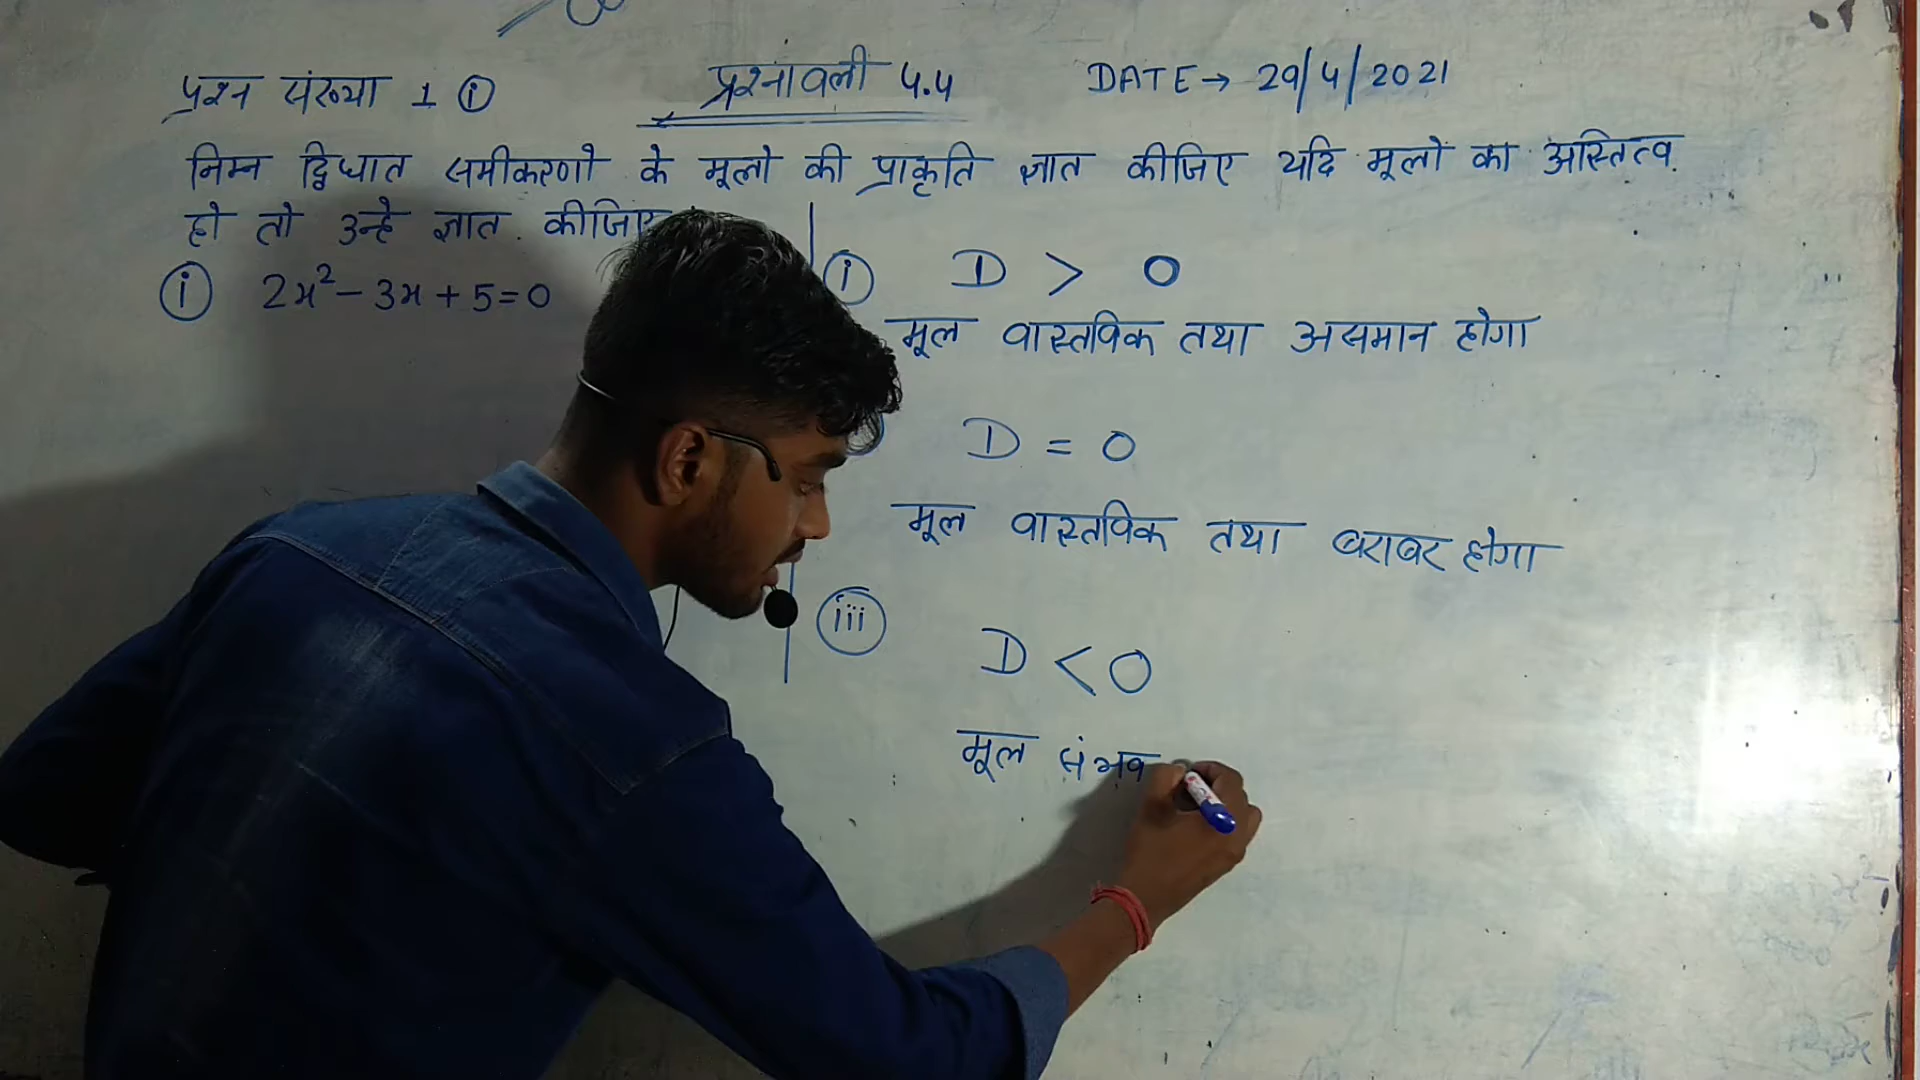 प्रश्न संख्या 1 (i)
प्रश्नावली 4.4
DATE → 29/4/2021
निम्न द्विघात समीकरणो के मूलो की प्राकृति ज्ञात कीजिए यदि मूलो का अस्तित्व
हो तो उन्हे ज्ञात कीजिए
(i) 2x² - 3x + 5 = 0
(i) D > 0
मूल वास्तविक तथा असमान होगा
D = 0
मूल वास्तविक तथा बराबर होगा
(iii)
D < 0
मूल संभव